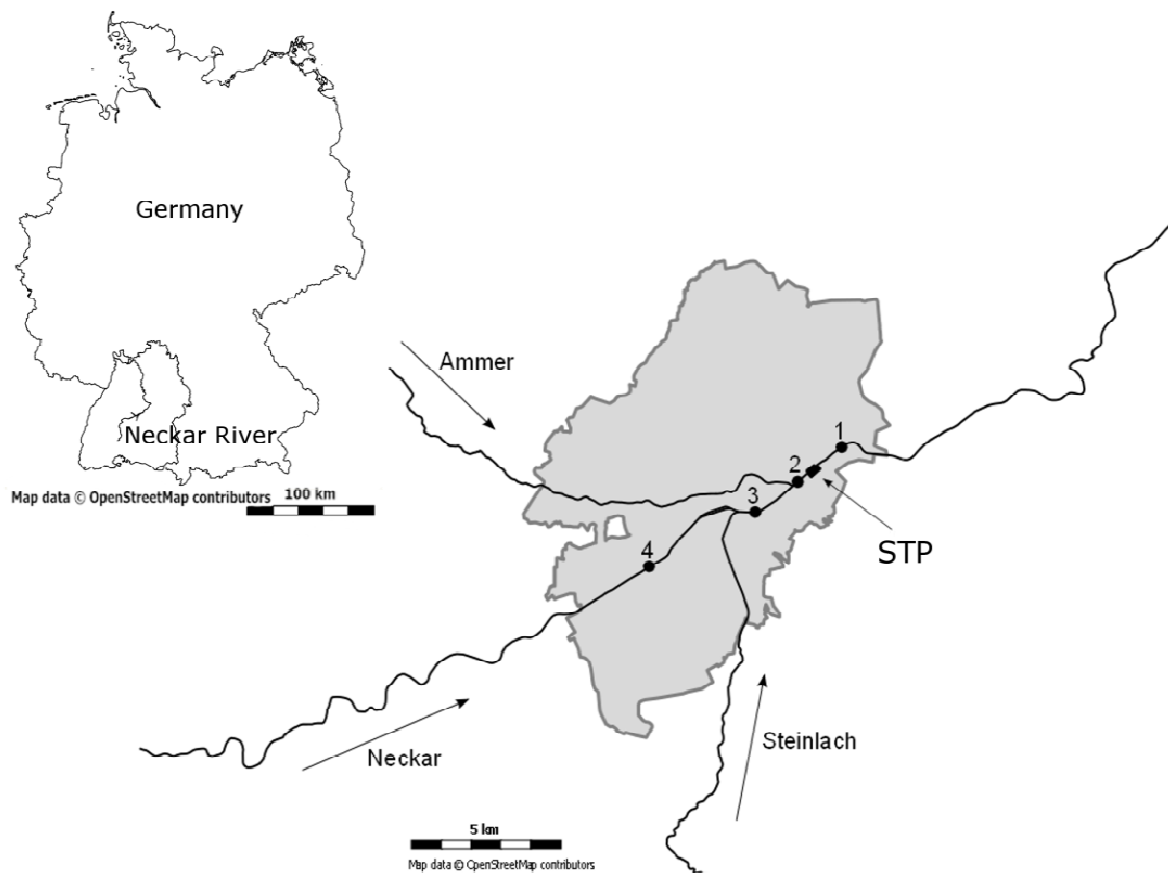 Germany
Neckar River
Map data © OpenStreetMap contributors 100 km
Ammer
1
2
3
STP
4
Neckar
Steinlach
5 km
Map data © OpenStreetMap contributors